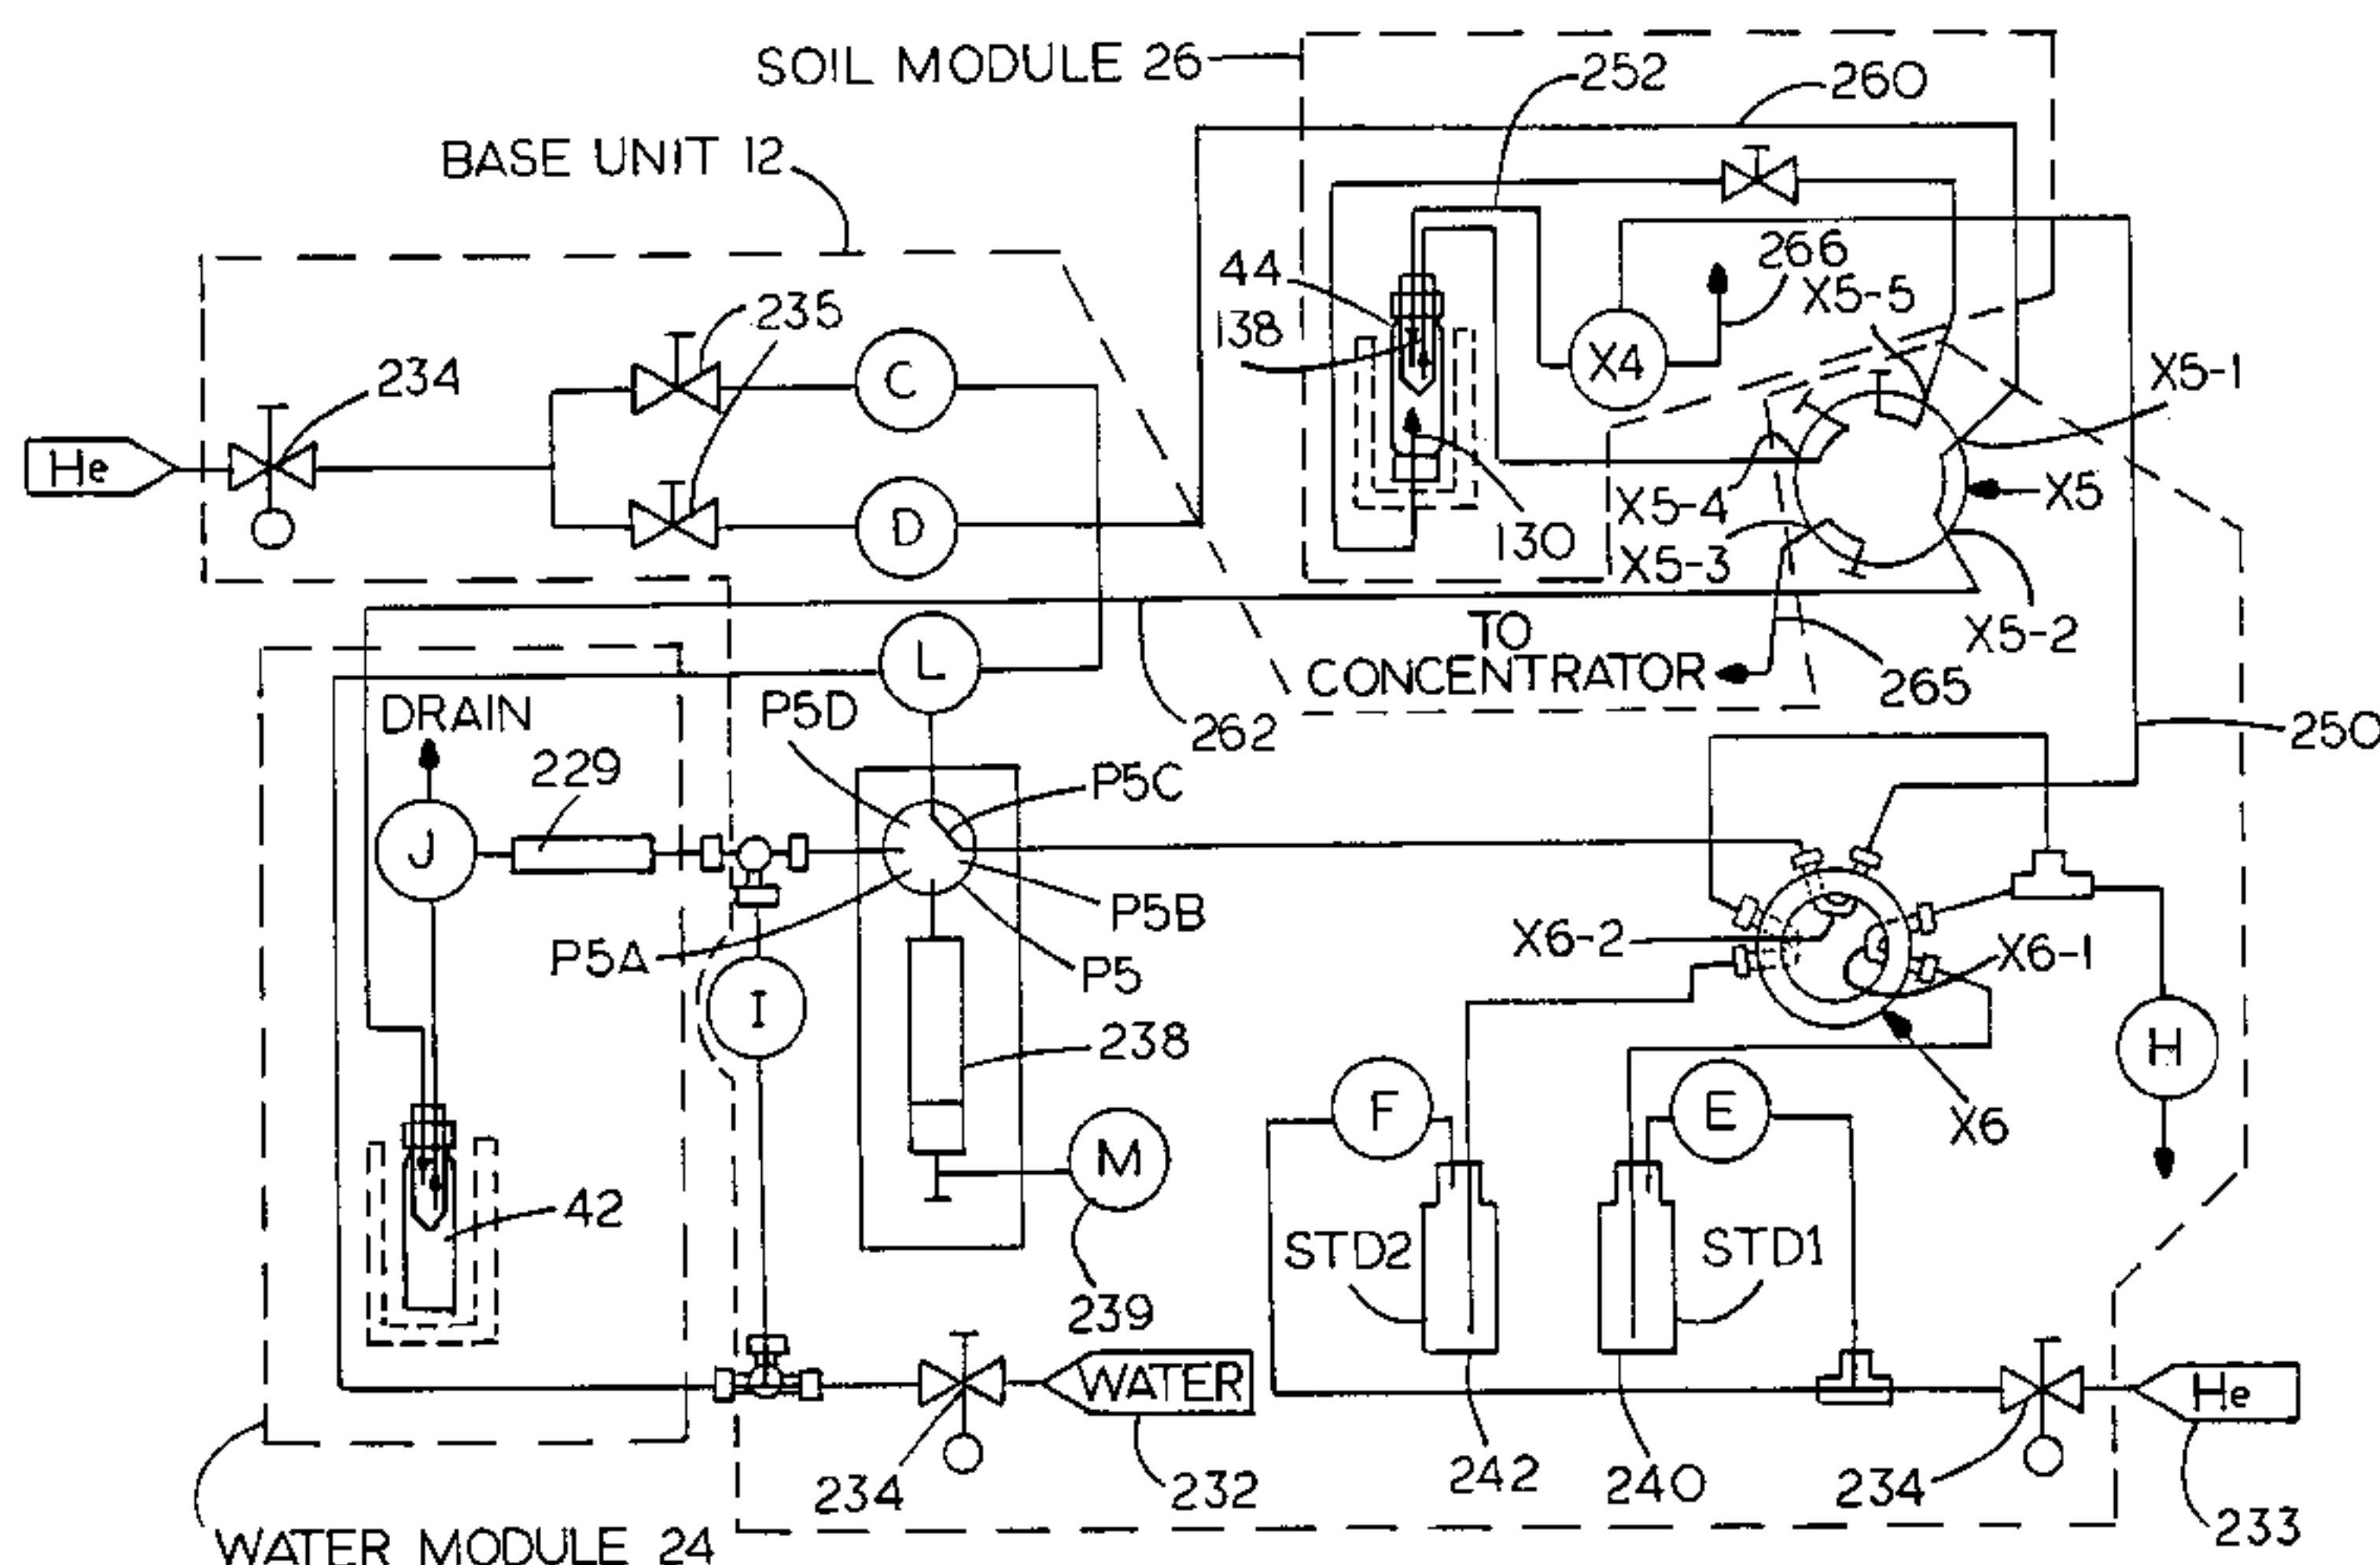 SOIL MODULE 26
252
260
BASE UNIT 12
44
266
X5-5
235
138
X4
X5-1
234
C
He
X5
X5-4
D
130
X5-3
X5-2
TO
CONCENTRATOR
265
L
P5D
DRAIN
262
250
229
P5C
J
P5B
X6-2
P5A
X6-1
P5
I
238
H
F
E
X6
M
42
STD2
STD1
239
WATER
He
234
232
242
240
234
233
WATER MODULE 24